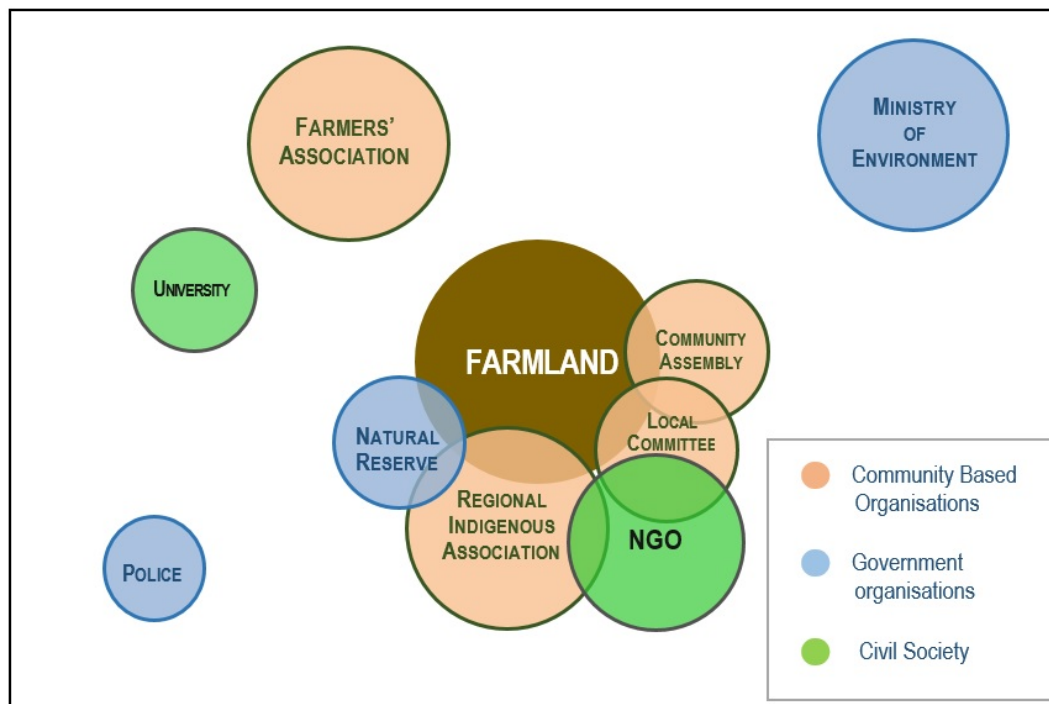 FARMERS'
ASSOCIATION
MINISTRY
OF
ENVIRONMENT
UNIVERSITY
FARMLAND
COMMUNITY
ASSEMBLY
NATURAL
RESERVE
LOCAL
COMMITTEE
REGIONAL
INDIGENOUS
ASSOCIATION
NGO
POLICE
Community Based
Organisations
Government
organisations
Civil Society